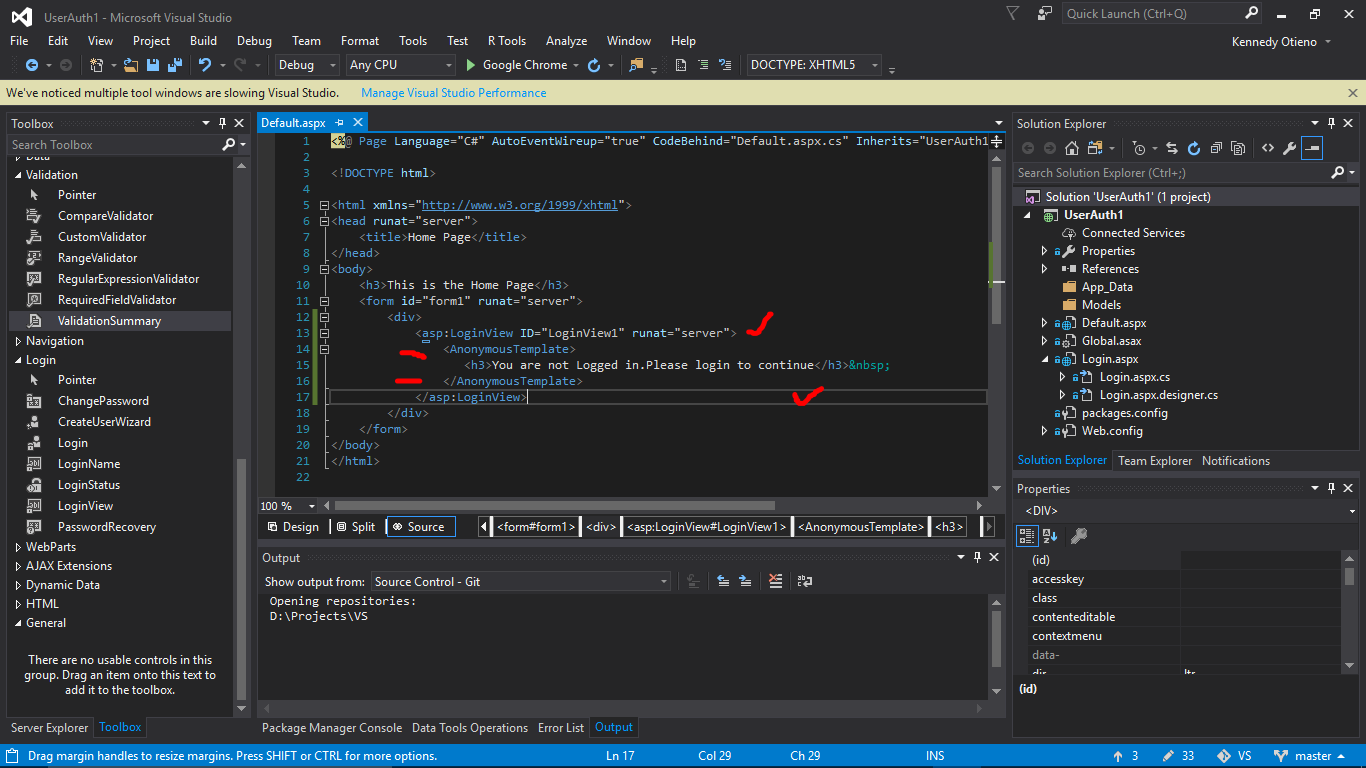 UserAuth1 - Microsoft Visual Studio
Quick Launch (Ctrl+Q)
File Edit View Project Build Debug Team Format Tools Test R Tools Analyze Window Help
Kennedy Otieno
Debug Any CPU Google Chrome DOCTYPE: XHTML5
We've noticed multiple tool windows are slowing Visual Studio. Manage Visual Studio Performance
Toolbox
Search Toolbox
Data
Validation
Pointer
CompareValidator
CustomValidator
RangeValidator
RegularExpressionValidator
RequiredFieldValidator
ValidationSummary
Navigation
Login
Pointer
ChangePassword
CreateUserWizard
Login
LoginName
LoginStatus
LoginView
PasswordRecovery
WebParts
AJAX Extensions
Dynamic Data
HTML
General
There are no usable controls in this
group. Drag an item onto this text to
add it to the toolbox.
Server Explorer Toolbox
Default.aspx
1 <%@ Page Language="C#" AutoEventWireup="true" CodeBehind="Default.aspx.cs" Inherits="UserAuth1
2
3 <!DOCTYPE html>
4
5 <html xmlns="http://www.w3.org/1999/xhtml">
6 <head runat="server">
7 <title>Home Page</title>
8 </head>
9 <body>
10 <h3>This is the Home Page</h3>
11 <form id="form1" runat="server">
12 <div>
13 <asp:LoginView ID="LoginView1" runat="server">
14 <AnonymousTemplate>
15 <h3>You are not Logged in.Please login to continue</h3>&nbsp;
16 </AnonymousTemplate>
17 </asp:LoginView>
18 </div>
19 </form>
20 </body>
21 </html>
22
100 %
Design Split Source <form#form1> <div> <asp:LoginView#LoginView1> <AnonymousTemplate> <h3>
Output
Show output from: Source Control - Git
Opening repositories:
D:\Projects\VS
Package Manager Console Data Tools Operations Error List Output
Solution Explorer
Search Solution Explorer (Ctrl+;)
Solution 'UserAuth1' (1 project)
UserAuth1
Connected Services
Properties
References
App_Data
Models
Default.aspx
Global.asax
Login.aspx
Login.aspx.cs
Login.aspx.designer.cs
packages.config
Web.config
Solution Explorer Team Explorer Notifications
Properties
<DIV>
(id)
accesskey
class
contenteditable
contextmenu
data-
dir ltr
(id)
Drag margin handles to resize margins. Press SHIFT or CTRL for more options. Ln 17 Col 29 Ch 29 INS 3 33 VS master